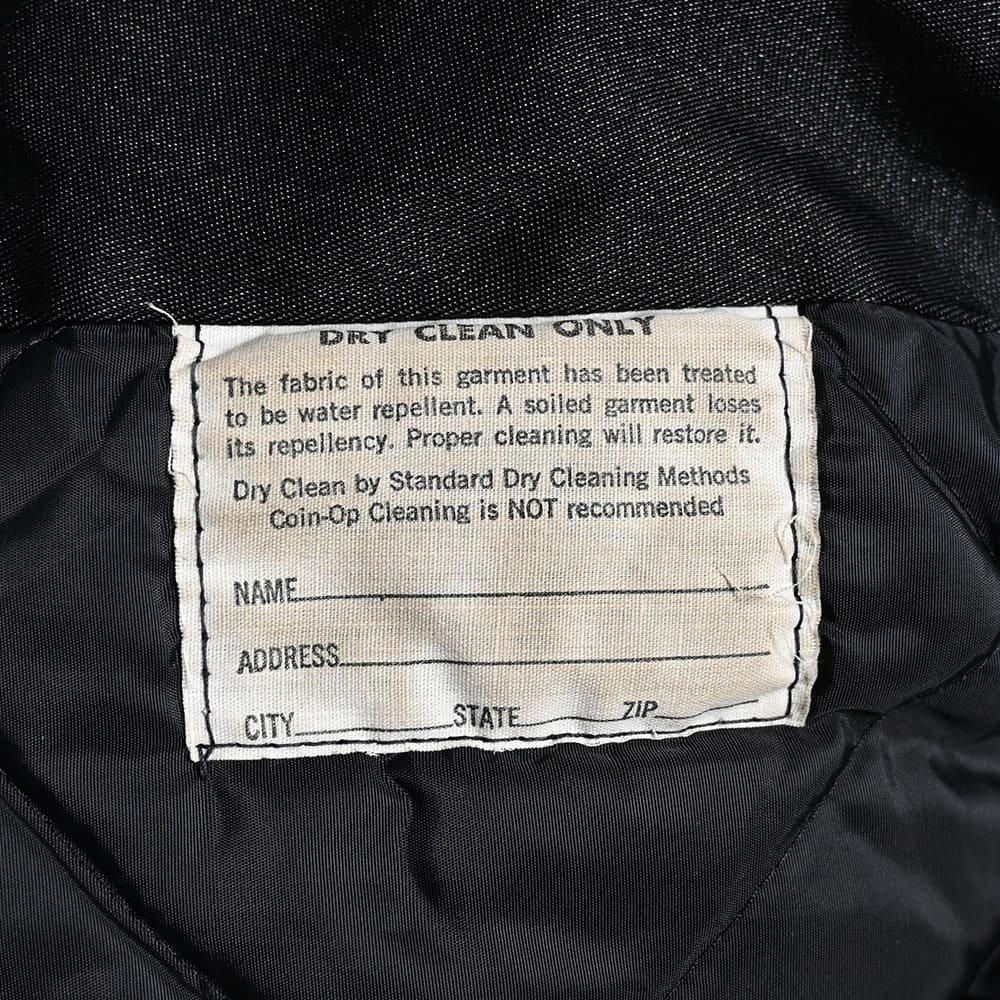 DRY CLEAN ONLY
The fabric of this garment has been treated
to be water repellent. A soiled garment loses
its repellency. Proper cleaning will restore it.
Dry Clean by Standard Dry Cleaning Methods
Coin-Op Cleaning is NOT recommended
NAME
ADDRESS
CITY STATE ZIP